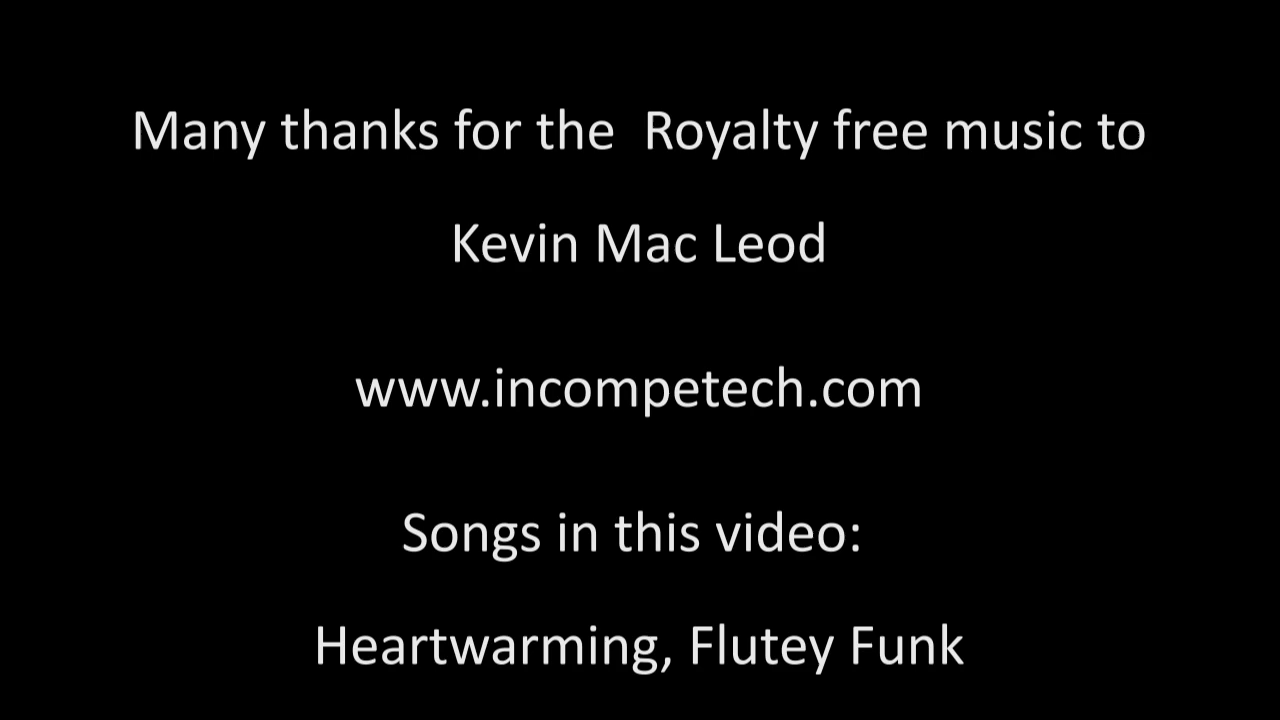 Many thanks for the  Royalty free music to
Kevin Mac Leod
www.incompetech.com
Songs in this video:
Heartwarming, Flutey Funk